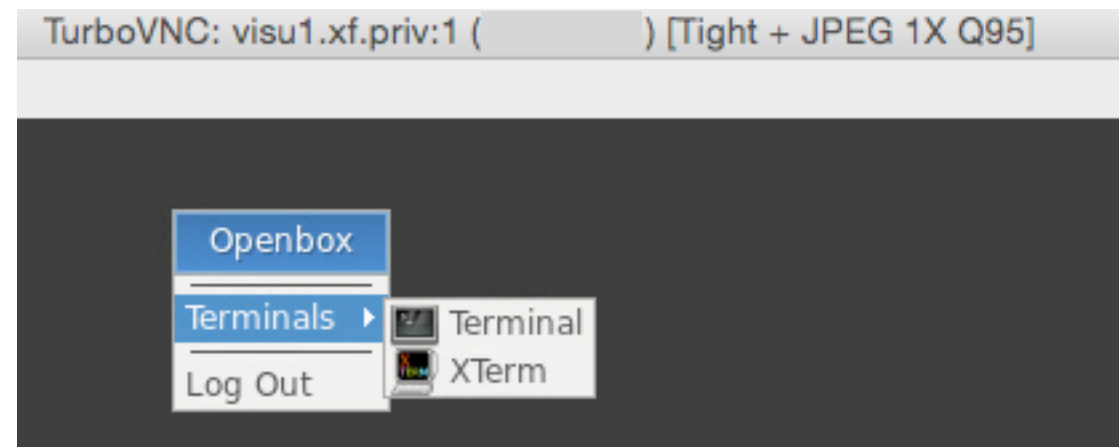 TurboVNC: visu1.xf.priv:1 ( ) [Tight + JPEG 1X Q95]
Openbox
Terminals
Terminal
XTerm
Log Out